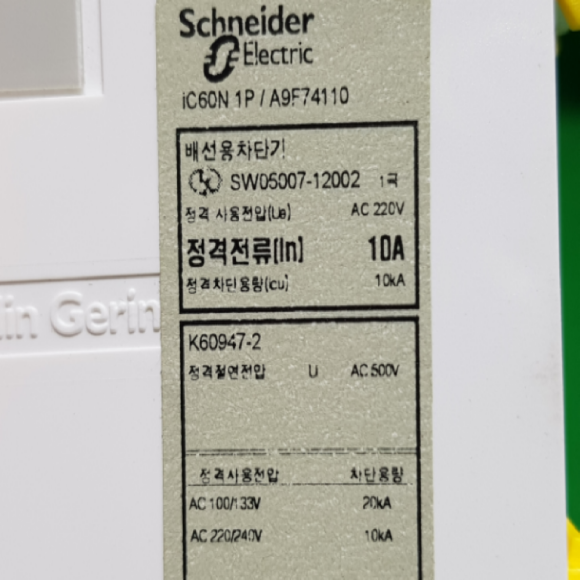 Schneider
Electric
iC60N 1P / A9F74110
배선용차단기
SW05007-12002 1극
정격 사용전압(Ue) AC 220V
정격전류(In) 10A
정격차단용량(icu) 10kA
lin Gerin
K60947-2
정격절연전압 U AC 500V
정격사용전압 차단용량
AC 100/133V 20kA
AC 220/240V 10kA